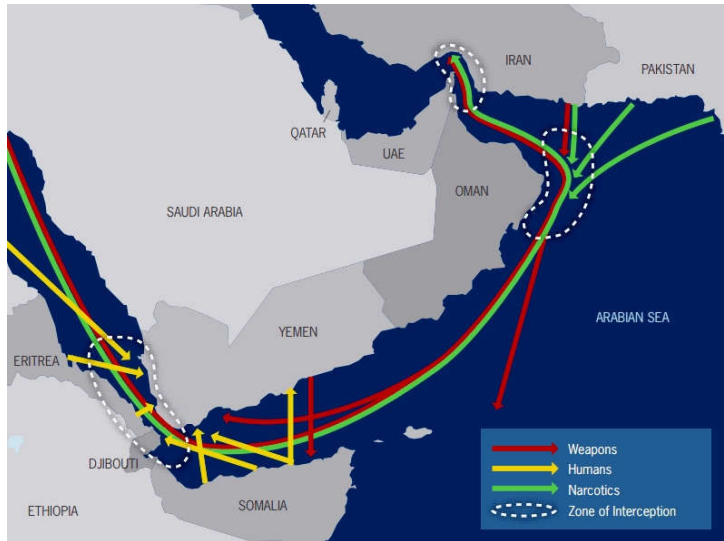 IRAN
PAKISTAN
QATAR
UAE
OMAN
SAUDI ARABIA
ARABIAN SEA
YEMEN
ERITREA
DJIBOUTI
SOMALIA
ETHIOPIA
Weapons
Humans
Narcotics
Zone of Interception